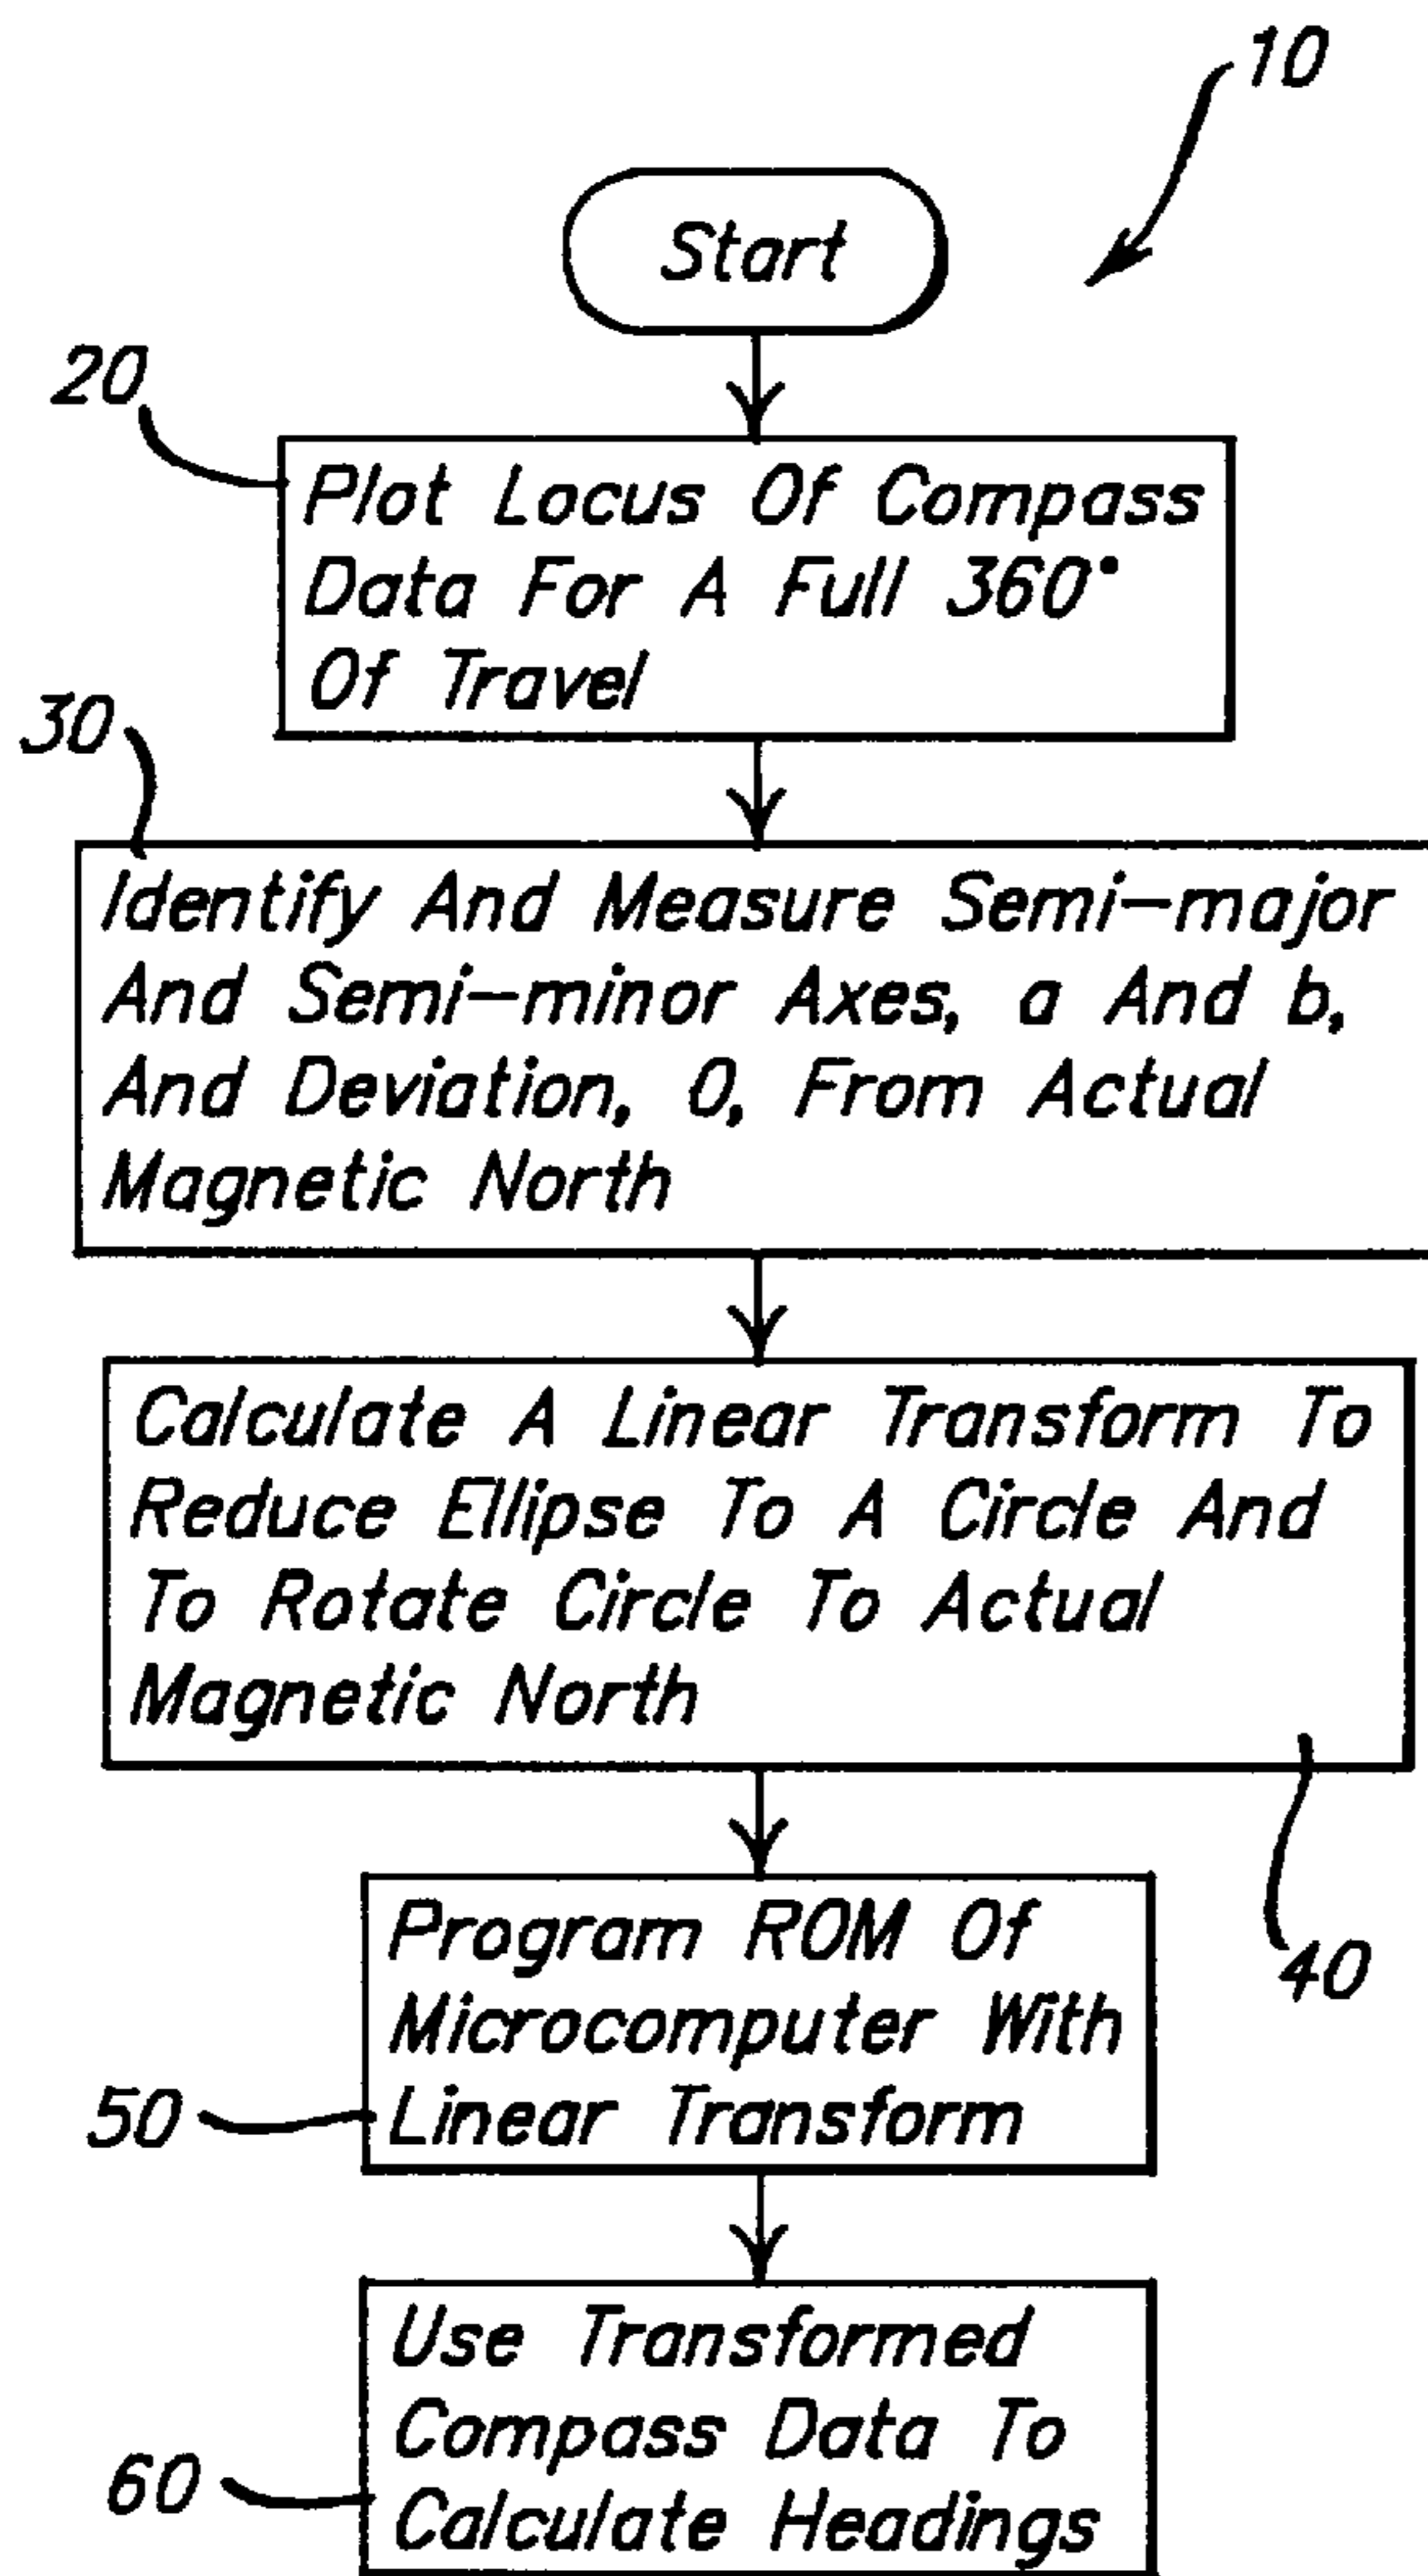 10
Start
20
Plot Locus Of Compass
Data For A Full 360°
Of Travel
30
Identify And Measure Semi-major
And Semi-minor Axes, a And b,
And Deviation, 0, From Actual
Magnetic North
Calculate A Linear Transform To
Reduce Ellipse To A Circle And
To Rotate Circle To Actual
Magnetic North
40
Program ROM Of
Microcomputer With
Linear Transform
50
Use Transformed
Compass Data To
Calculate Headings
60